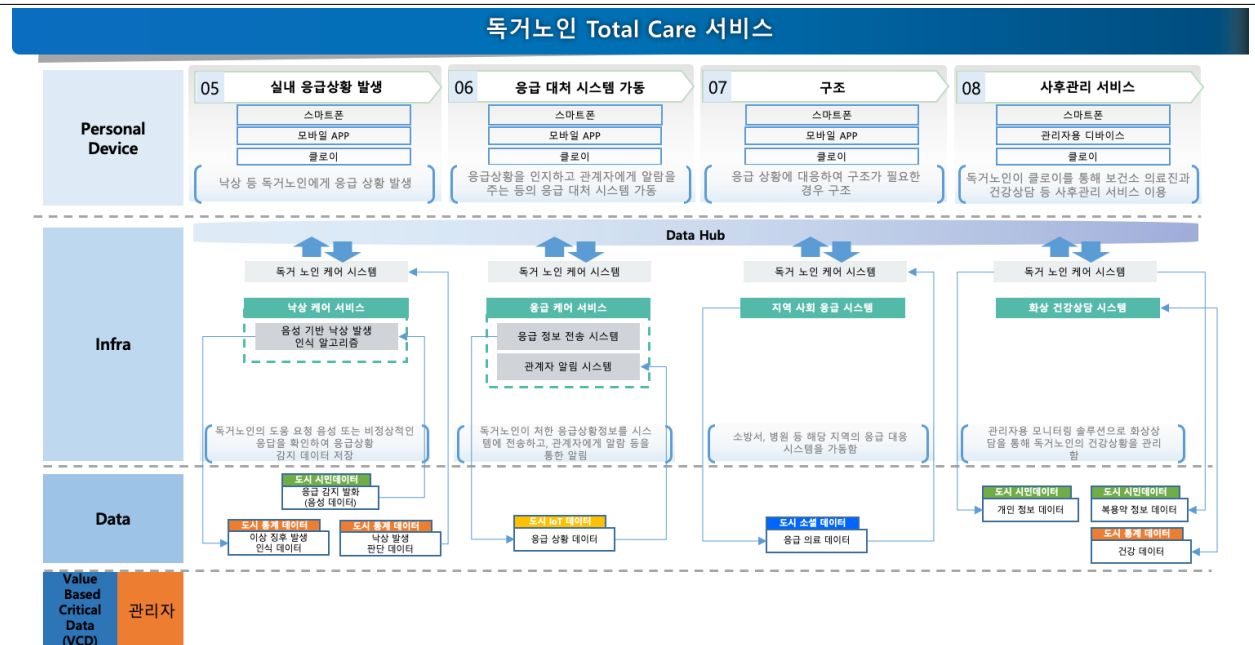 독거노인 Total Care 서비스
Personal
Device
05
실내 응급상황 발생
스마트폰
모바일 APP
클로이
낙상 등 독거노인에게 응급 상황 발생
06
응급 대처 시스템 가동
스마트폰
모바일 APP
클로이
응급상황을 인지하고 관계자에게 알람을
주는 등의 응급 대처 시스템 가동
07
구조
스마트폰
모바일 APP
클로이
응급 상황에 대응하여 구조가 필요한
경우 구조
08
사후관리 서비스
스마트폰
관리자용 디바이스
클로이
독거노인이 클로이를 통해 보건소 의료진과
건강상담 등 사후관리 서비스 이용
Infra
Data Hub
독거 노인 케어 시스템
낙상 케어 서비스
음성 기반 낙상 발생
인식 알고리즘
독거노인의 도움 요청 음성 또는 비정상적인
응답을 확인하여 응급상황
감지 데이터 저장
독거 노인 케어 시스템
응급 케어 서비스
응급 정보 전송 시스템
관계자 알림 시스템
독거노인이 처한 응급상황정보를 시스
템에 전송하고, 관계자에게 알람 등을
통한 알림
독거 노인 케어 시스템
지역 사회 응급 시스템
소방서, 병원 등 해당 지역의 응급 대응
시스템을 가동함
독거 노인 케어 시스템
화상 건강상담 시스템
관리자용 모니터링 솔루션으로 화상상
담을 통해 독거노인의 건강상황을 관리
함
Data
도시 시민데이터
응급 감지 발화
(음성 데이터)
도시 통계 데이터
이상 징후 발생
인식 데이터
도시 통계 데이터
낙상 발생
판단 데이터
도시 IoT 데이터
응급 상황 데이터
도시 소셜 데이터
응급 의료 데이터
도시 시민데이터
개인 정보 데이터
도시 시민데이터
복용약 정보 데이터
도시 통계 데이터
건강 데이터
Value
Based
Critical
Data
(VCD)
관리자